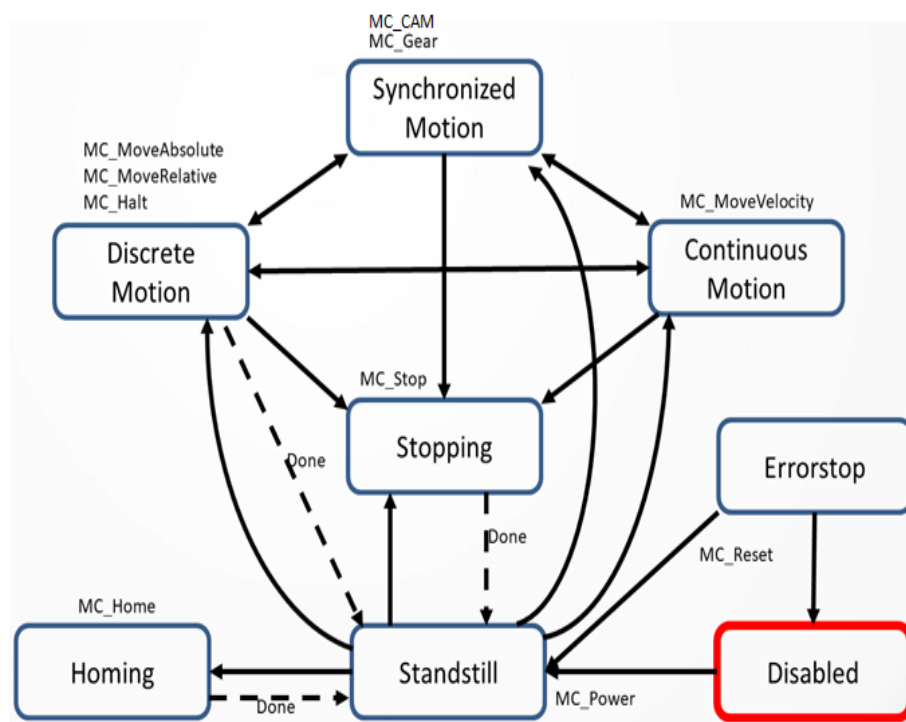 MC_CAM
MC_Gear
Synchronized
Motion
MC_MoveAbsolute
MC_MoveRelative
MC_Halt
Discrete
Motion
MC_MoveVelocity
Continuous
Motion
MC_Stop
Stopping
Done
Done
Errorstop
MC_Reset
MC_Home
Homing
Done
Standstill
MC_Power
Disabled